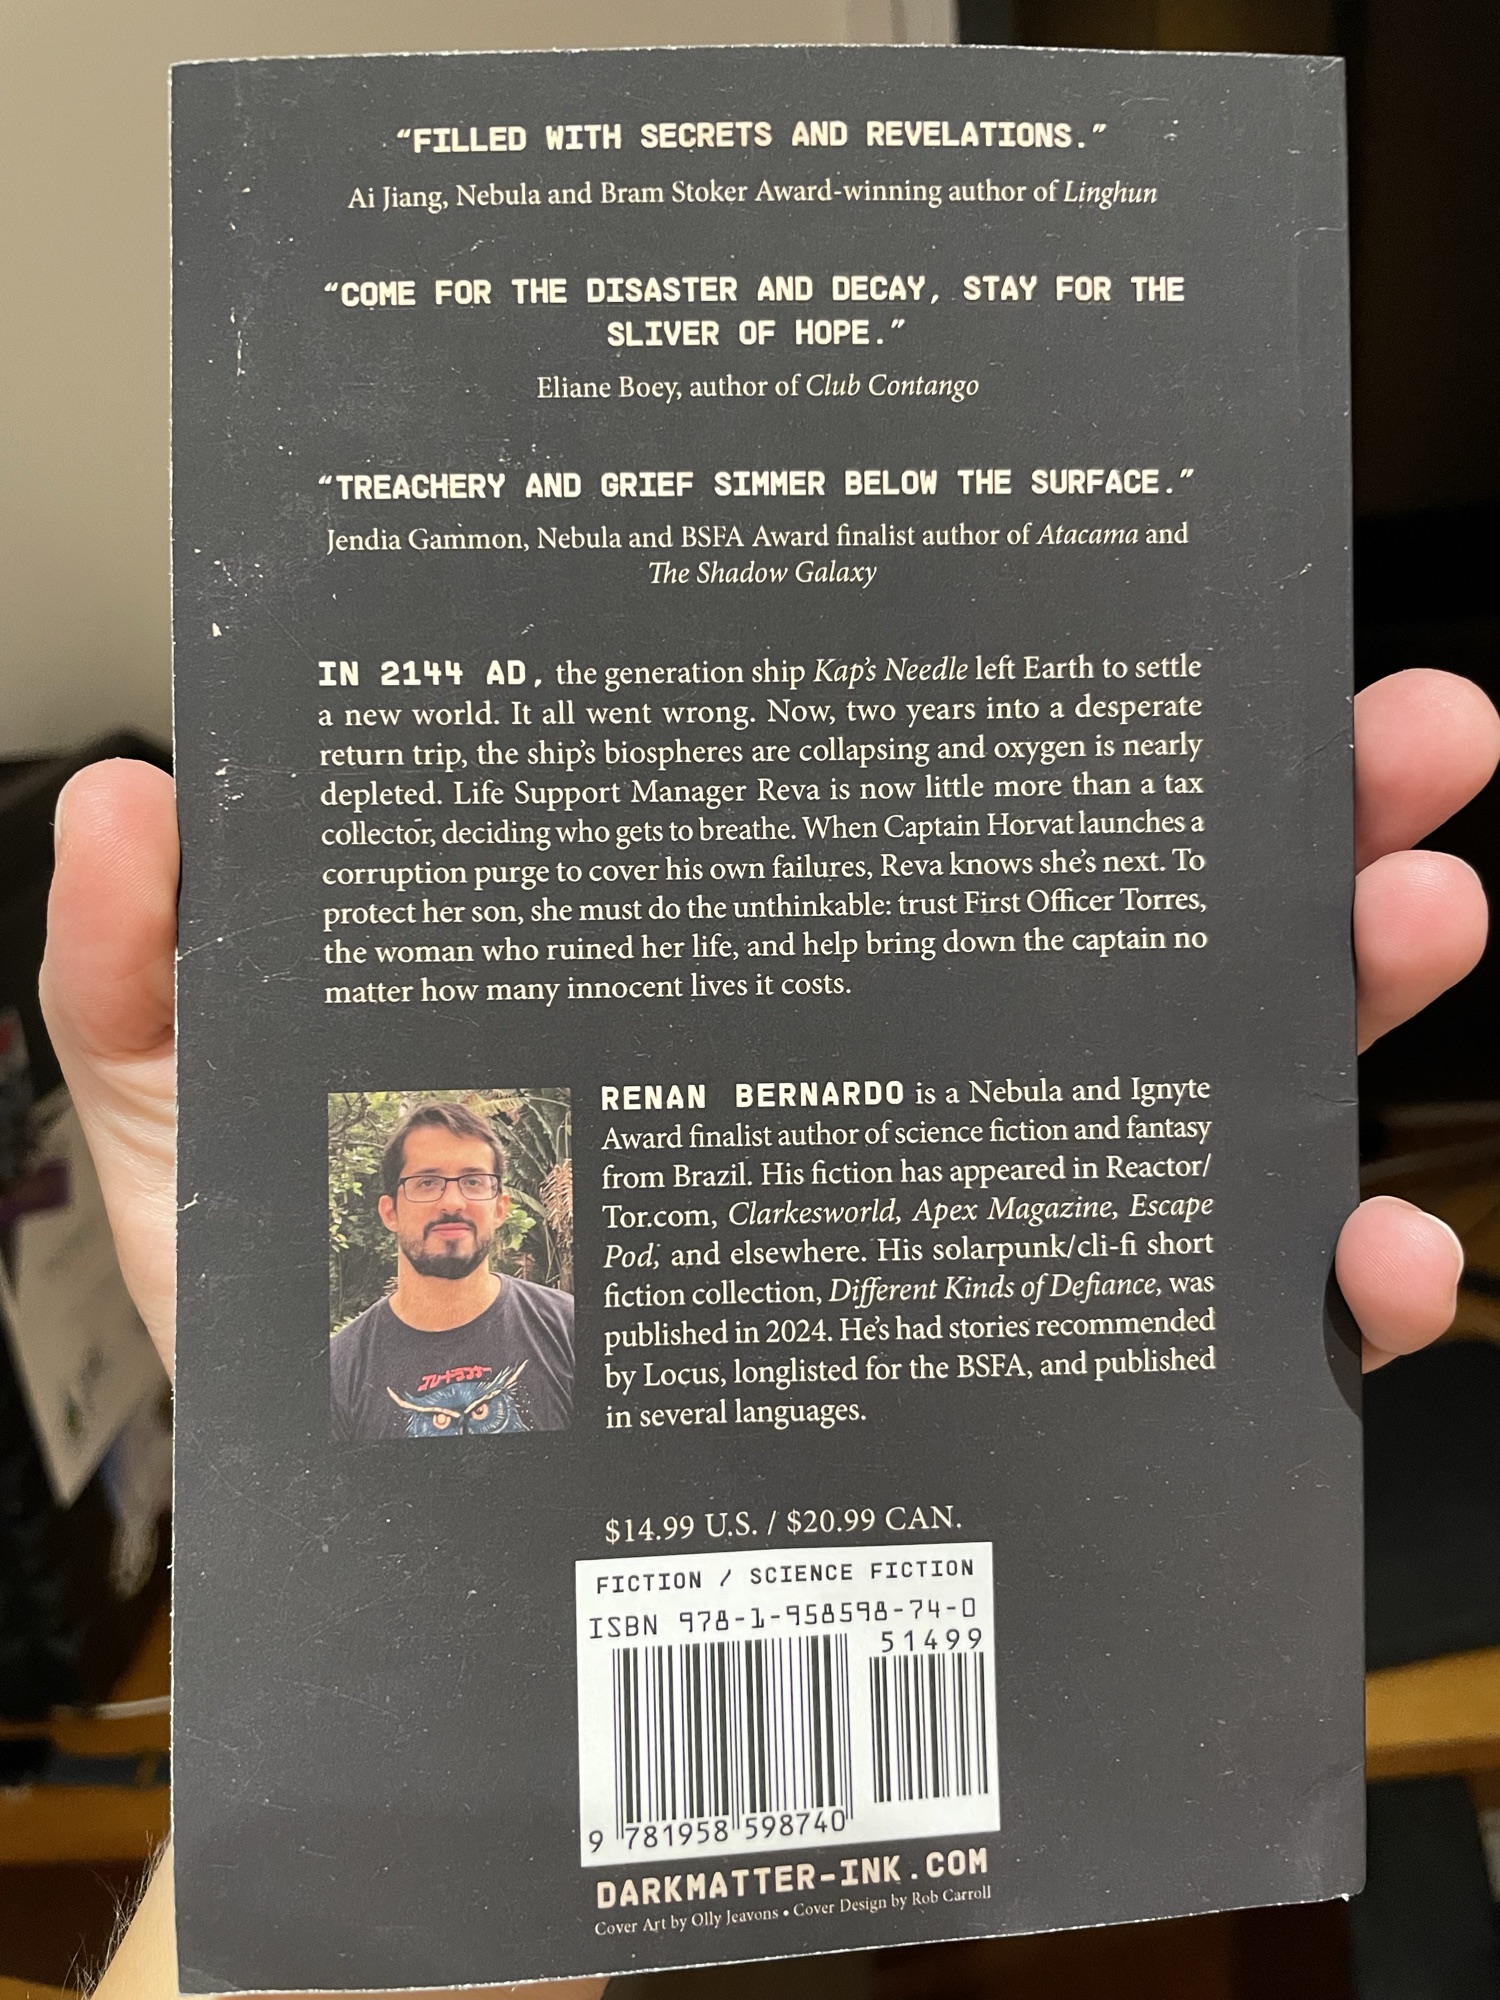 “FILLED WITH SECRETS AND REVELATIONS.”
Ai Jiang, Nebula and Bram Stoker Award-winning author of Linghun
“COME FOR THE DISASTER AND DECAY, STAY FOR THE
SLIVER OF HOPE.”
Eliane Boey, author of Club Contango
“TREACHERY AND GRIEF SIMMER BELOW THE SURFACE.”
Jendia Gammon, Nebula and BSFA Award finalist author of Atacama and
The Shadow Galaxy
IN 2144 AD, the generation ship Kap’s Needle left Earth to settle
a new world. It all went wrong. Now, two years into a desperate
return trip, the ship’s biospheres are collapsing and oxygen is nearly
depleted. Life Support Manager Reva is now little more than a tax
collector, deciding who gets to breathe. When Captain Horvat launches a
corruption purge to cover his own failures, Reva knows she’s next. To
protect her son, she must do the unthinkable: trust First Officer Torres,
the woman who ruined her life, and help bring down the captain no
matter how many innocent lives it costs.
RENAN BERNARDO is a Nebula and Ignyte
Award finalist author of science fiction and fantasy
from Brazil. His fiction has appeared in Reactor/
Tor.com, Clarkesworld, Apex Magazine, Escape
Pod, and elsewhere. His solarpunk/cli-fi short
fiction collection, Different Kinds of Defiance, was
published in 2024. He’s had stories recommended
by Locus, longlisted for the BSFA, and published
in several languages.
$14.99 U.S. / $20.99 CAN.
FICTION / SCIENCE FICTION
ISBN 978-1-958598-74-0
51499
9 781958 598740
DARKMATTER-INK.COM
Cover Art by Olly Jeavons • Cover Design by Rob Carroll